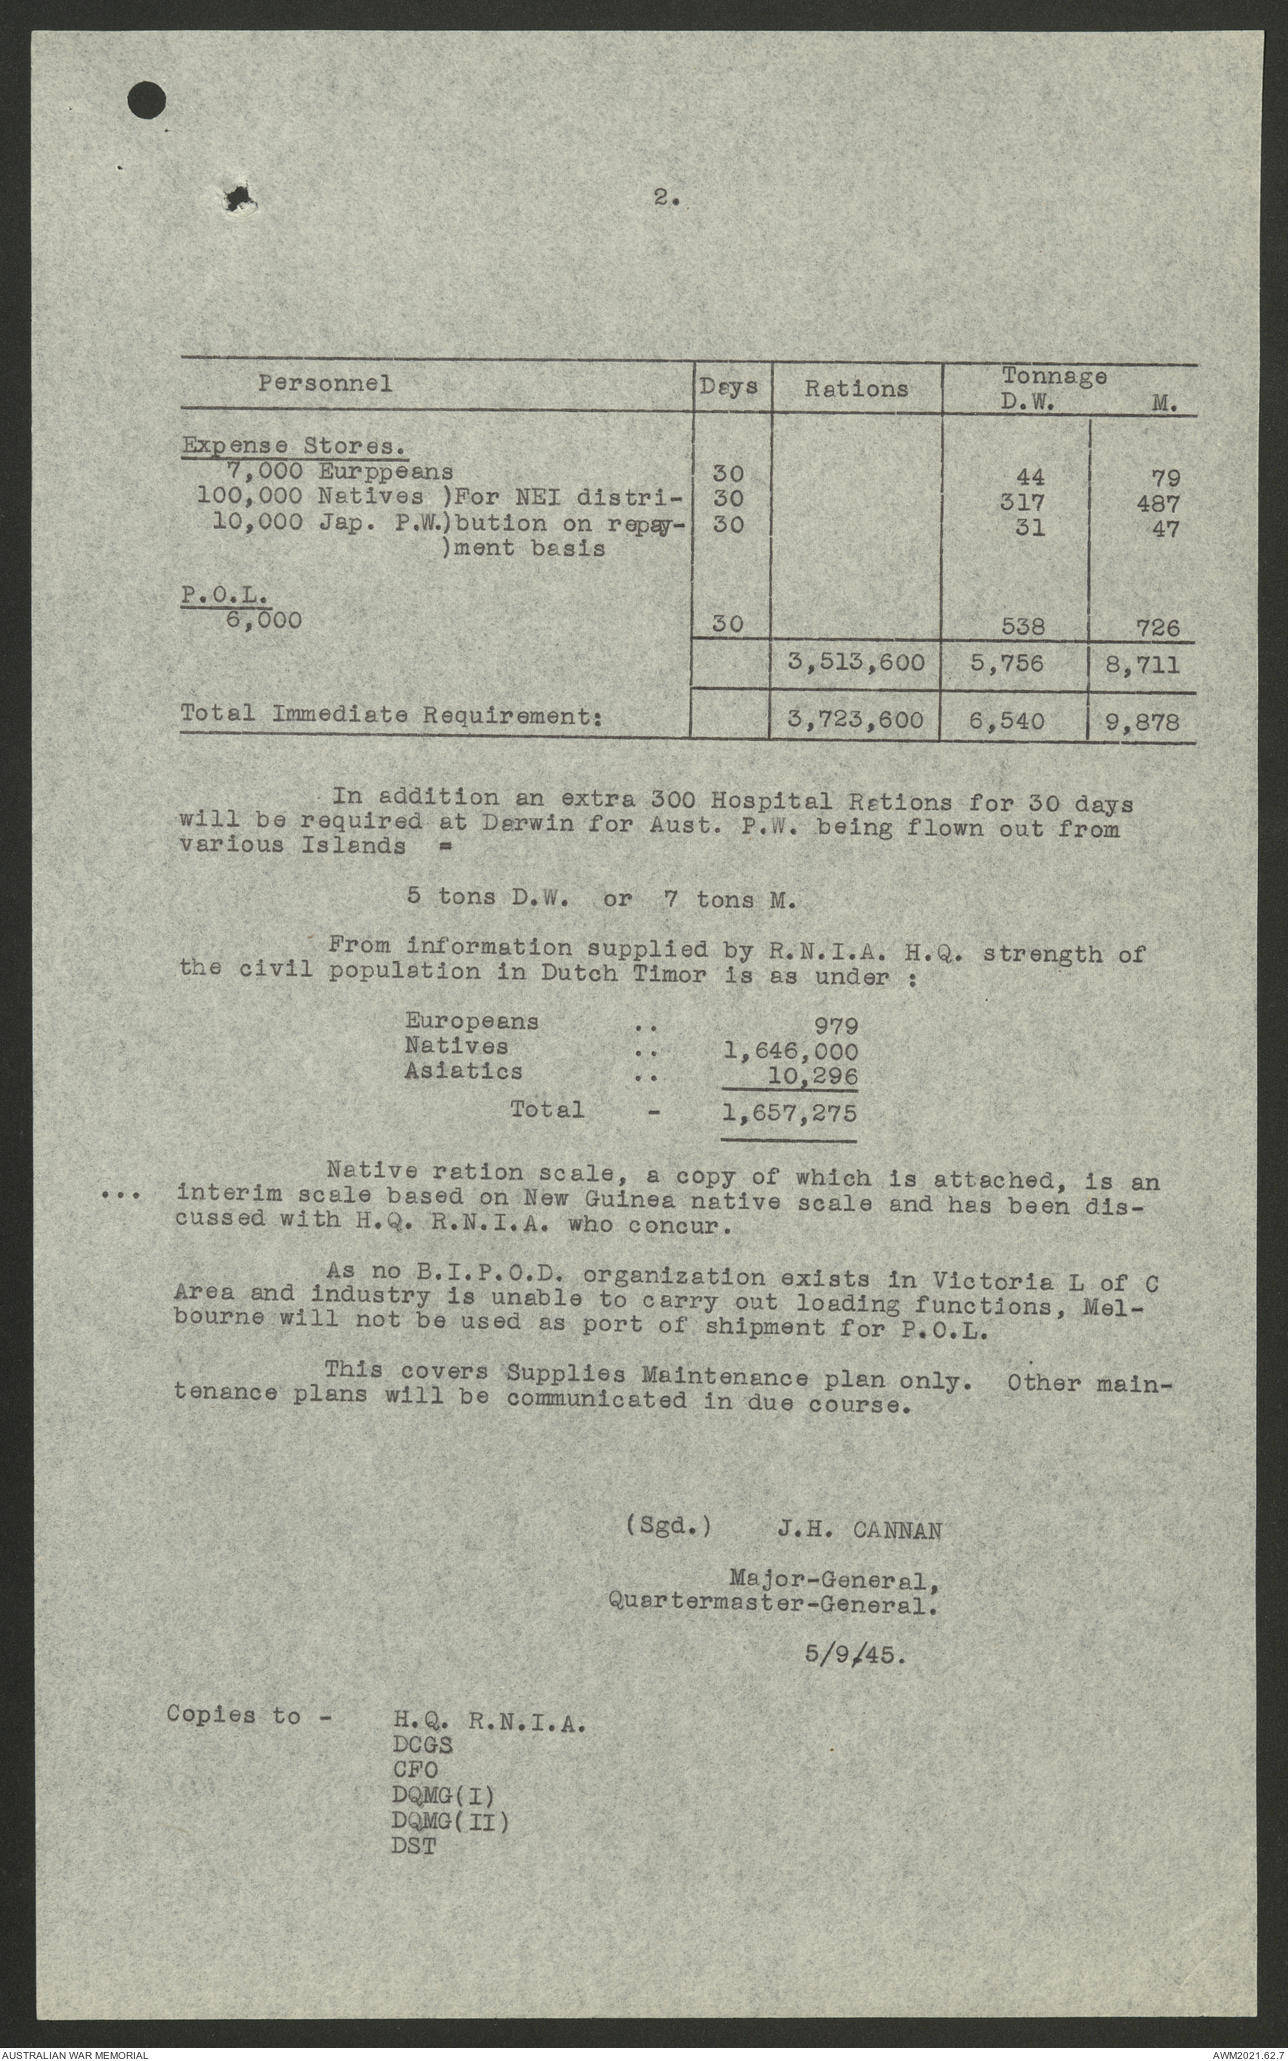 2.
Personnel Days Rations Tonnage
D.W. M.
Expense Stores.
7,000 Eurppeans 30 44 79
100,000 Natives )For NEI distri- 30 317 487
10,000 Jap. P.W.)bution on repay- 30 31 47
)ment basis
P.O.L.
6,000 30 538 726
3,513,600 5,756 8,711
Total Immediate Requirement: 3,723,600 6,540 9,878
In addition an extra 300 Hospital Rations for 30 days
will be required at Darwin for Aust. P.W. being flown out from
various Islands =
5 tons D.W. or 7 tons M.
From information supplied by R.N.I.A. H.Q. strength of
the civil population in Dutch Timor is as under :
Europeans .. 979
Natives .. 1,646,000
Asiatics .. 10,296
Total - 1,657,275
Native ration scale, a copy of which is attached, is an
... interim scale based on New Guinea native scale and has been dis-
cussed with H.Q. R.N.I.A. who concur.
As no B.I.P.O.D. organization exists in Victoria L of C
Area and industry is unable to carry out loading functions, Mel-
bourne will not be used as port of shipment for P.O.L.
This covers Supplies Maintenance plan only. Other main-
tenance plans will be communicated in due course.
(Sgd.) J.H. CANNAN
Major-General,
Quartermaster-General.
5/9/45.
Copies to - H.Q. R.N.I.A.
DCGS
CFO
DQMG(I)
DQMG(II)
DST
AUSTRALIAN WAR MEMORIAL AWM2021.62.7